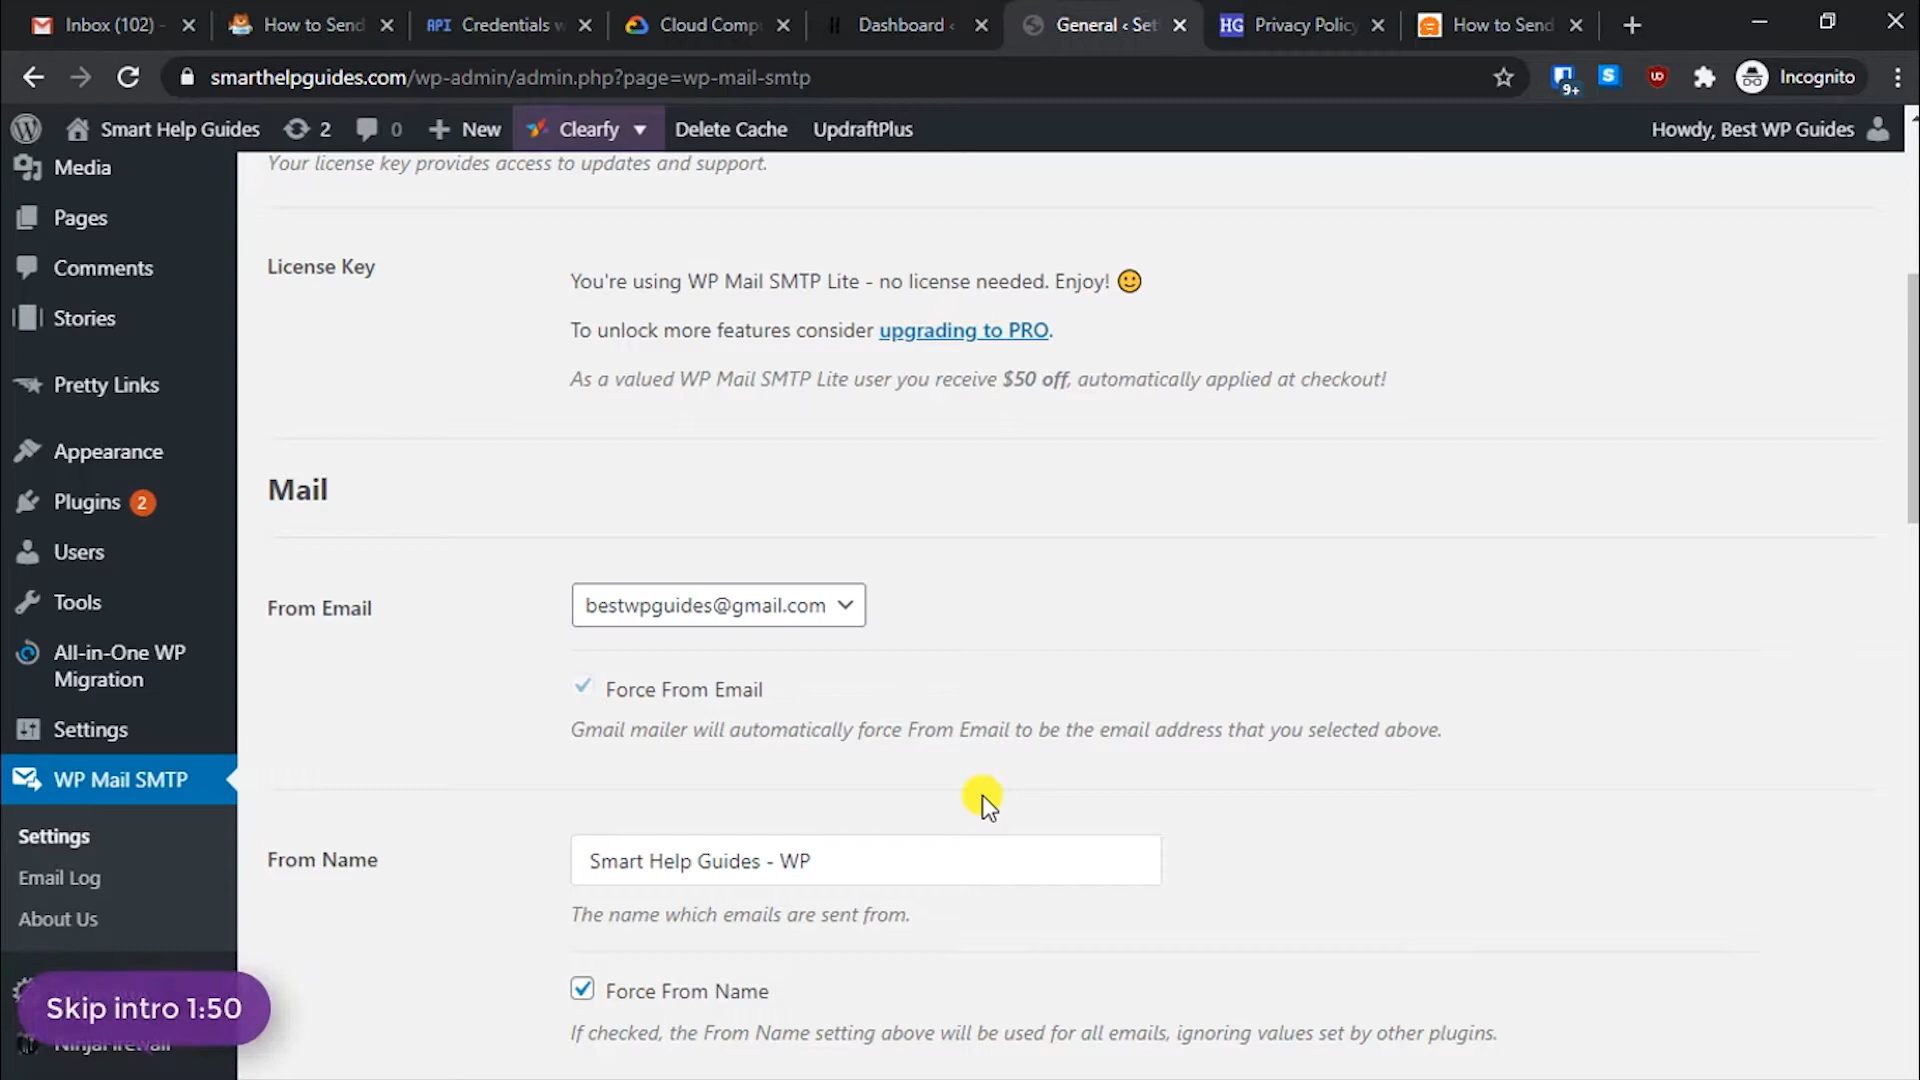 Inbox (102) -
How to Send
API Credentials w
Cloud Comp
Dashboard ‹
General ‹ Set
HG Privacy Policy
How to Send
smarthelpguides.com/wp-admin/admin.php?page=wp-mail-smtp
9+
S
Incognito
Smart Help Guides
2
0
New
Clearfy
Delete Cache
UpdraftPlus
Howdy, Best WP Guides
Media
Pages
Comments
Stories
Pretty Links
Appearance
Plugins 2
Users
Tools
All-in-One WP
Migration
Settings
WP Mail SMTP
Settings
Email Log
About Us
Skip intro 1:50
NinjaFirewall
Your license key provides access to updates and support.
License Key
You're using WP Mail SMTP Lite - no license needed. Enjoy!
To unlock more features consider upgrading to PRO.
As a valued WP Mail SMTP Lite user you receive $50 off, automatically applied at checkout!
Mail
From Email
bestwpguides@gmail.com
Force From Email
Gmail mailer will automatically force From Email to be the email address that you selected above.
From Name
Smart Help Guides - WP
The name which emails are sent from.
Force From Name
If checked, the From Name setting above will be used for all emails, ignoring values set by other plugins.